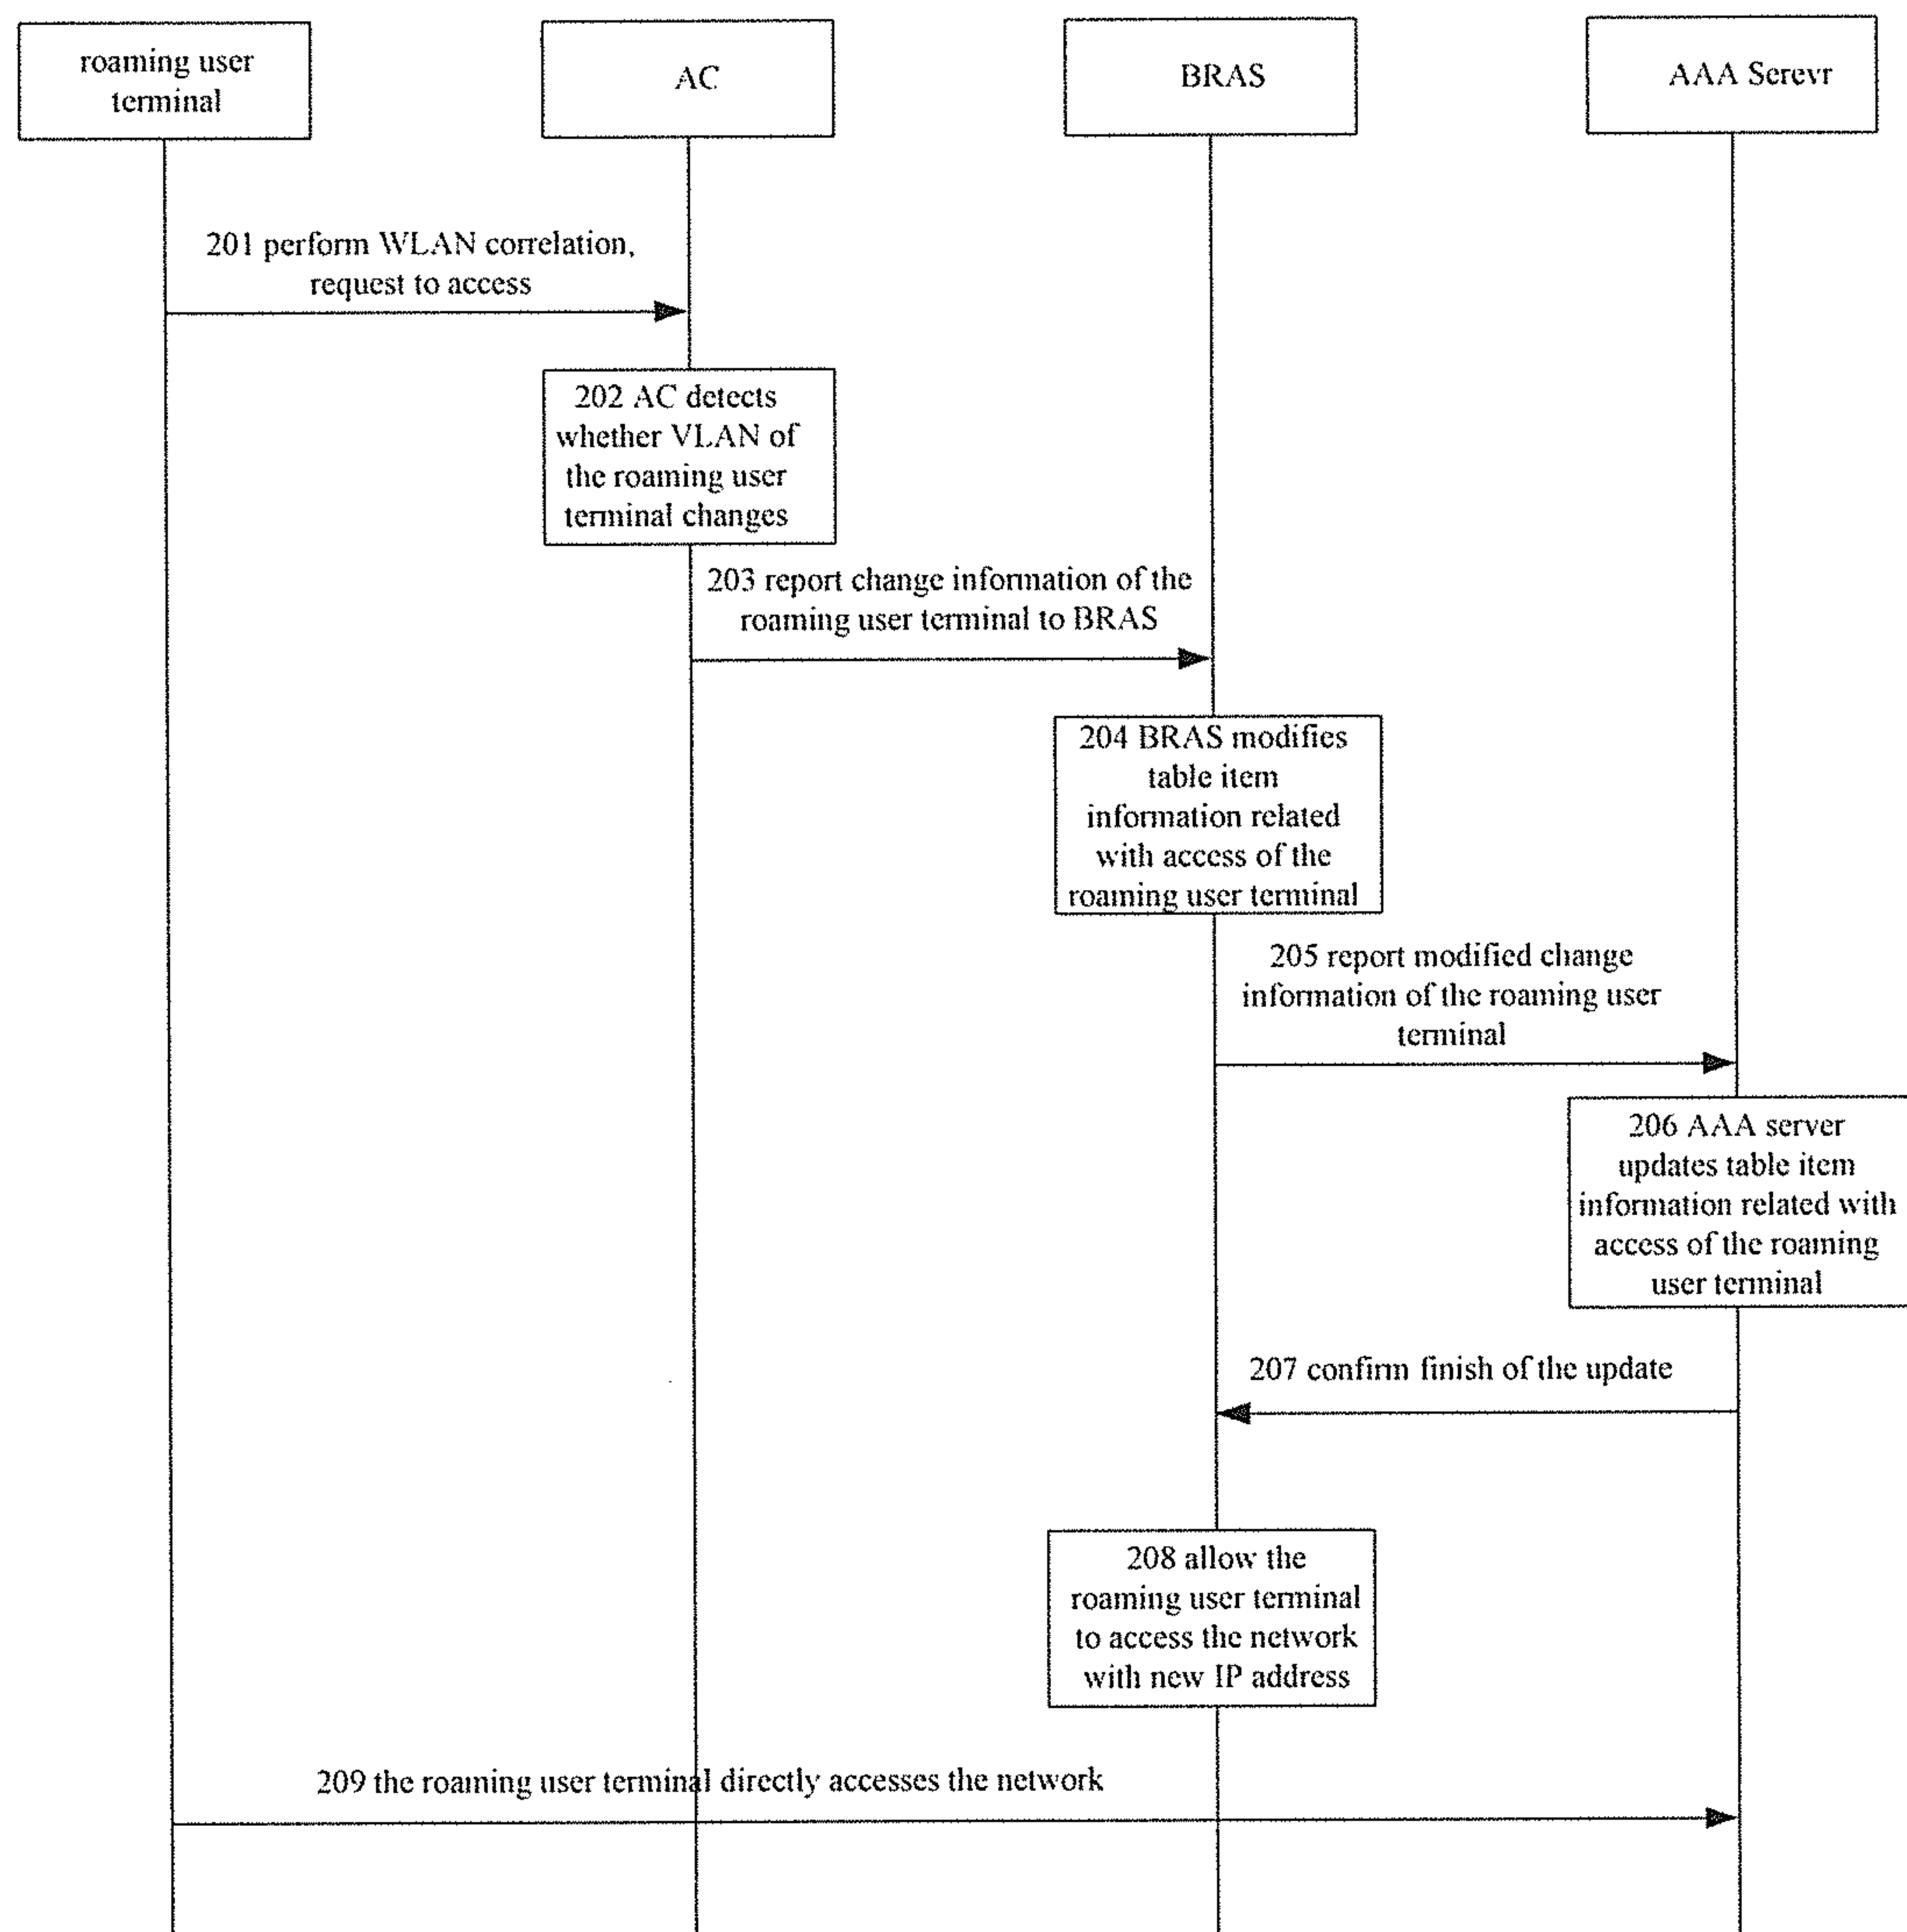 roaming user
terminal
AC
BRAS
AAA Serevr
201 perform WLAN correlation,
request to access
202 AC detects
whether VLAN of
the roaming user
terminal changes
203 report change information of the
roaming user terminal to BRAS
204 BRAS modifies
table item
information related
with access of the
roaming user terminal
205 report modified change
information of the roaming user
terminal
206 AAA server
updates table item
information related with
access of the roaming
user terminal
207 confirm finish of the update
208 allow the
roaming user terminal
to access the network
with new IP address
209 the roaming user terminal directly accesses the network